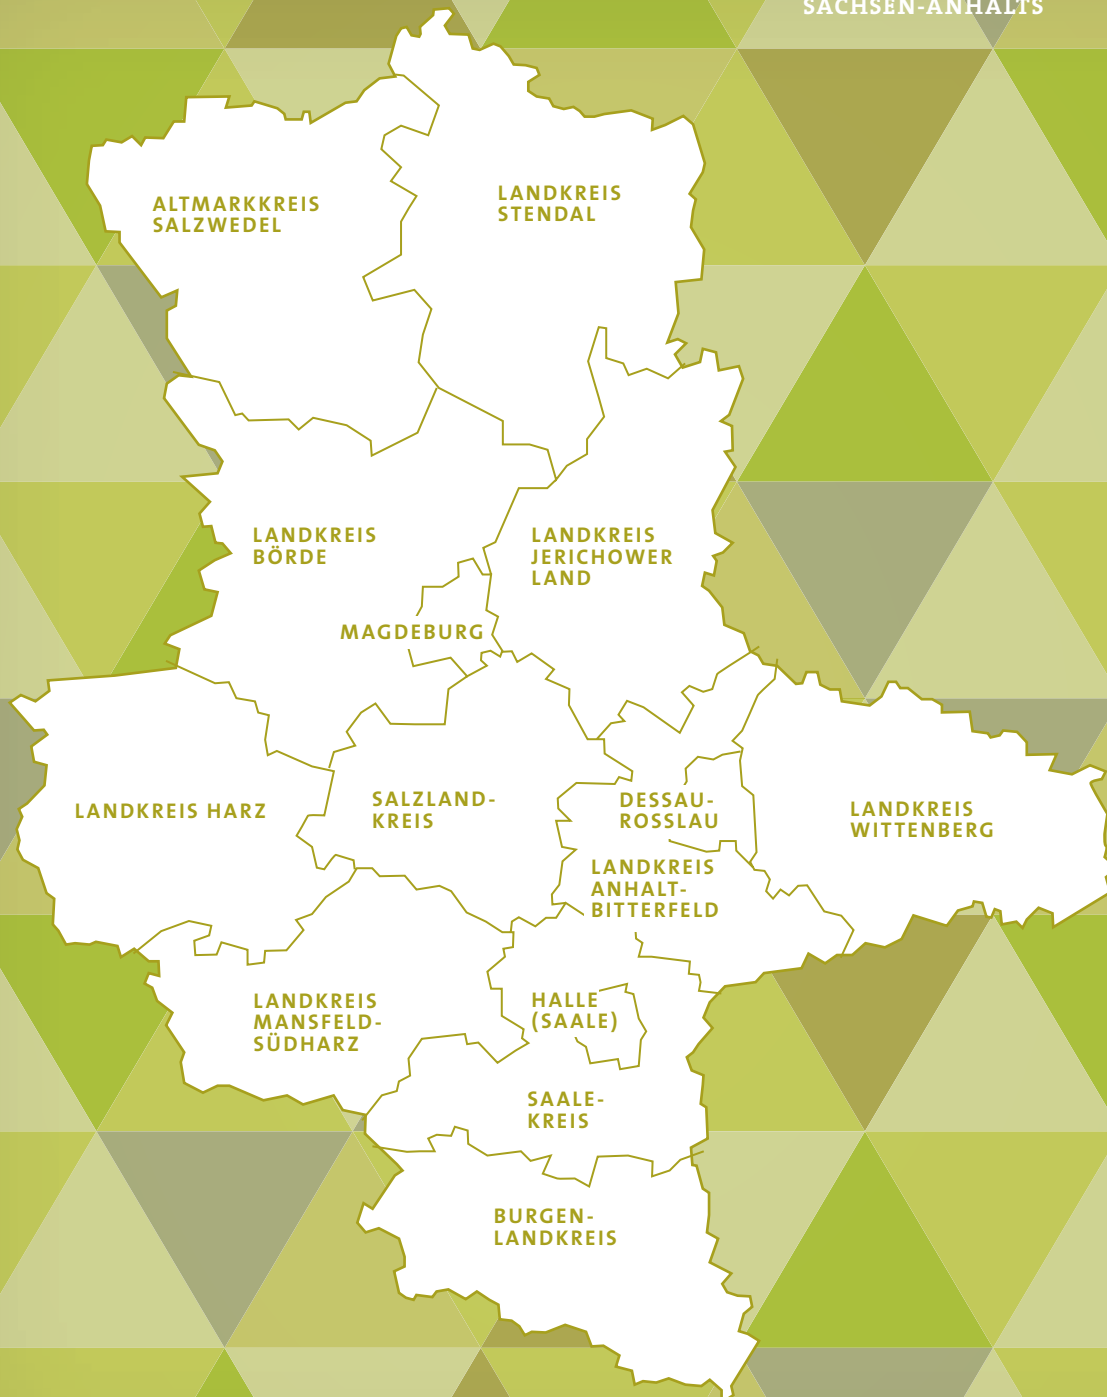 SACHSEN-ANHALTS
ALTMARKKREIS
SALZWEDEL
LANDKREIS
STENDAL
LANDKREIS
BÖRDE
LANDKREIS
JERICHOWER
LAND
MAGDEBURG
LANDKREIS HARZ
SALZLAND-
KREIS
DESSAU-
ROSSLAU
LANDKREIS
WITTENBERG
LANDKREIS
ANHALT-
BITTERFELD
LANDKREIS
MANSFELD-
SÜDHARZ
HALLE
(SAALE)
SAALE-
KREIS
BURGEN-
LANDKREIS